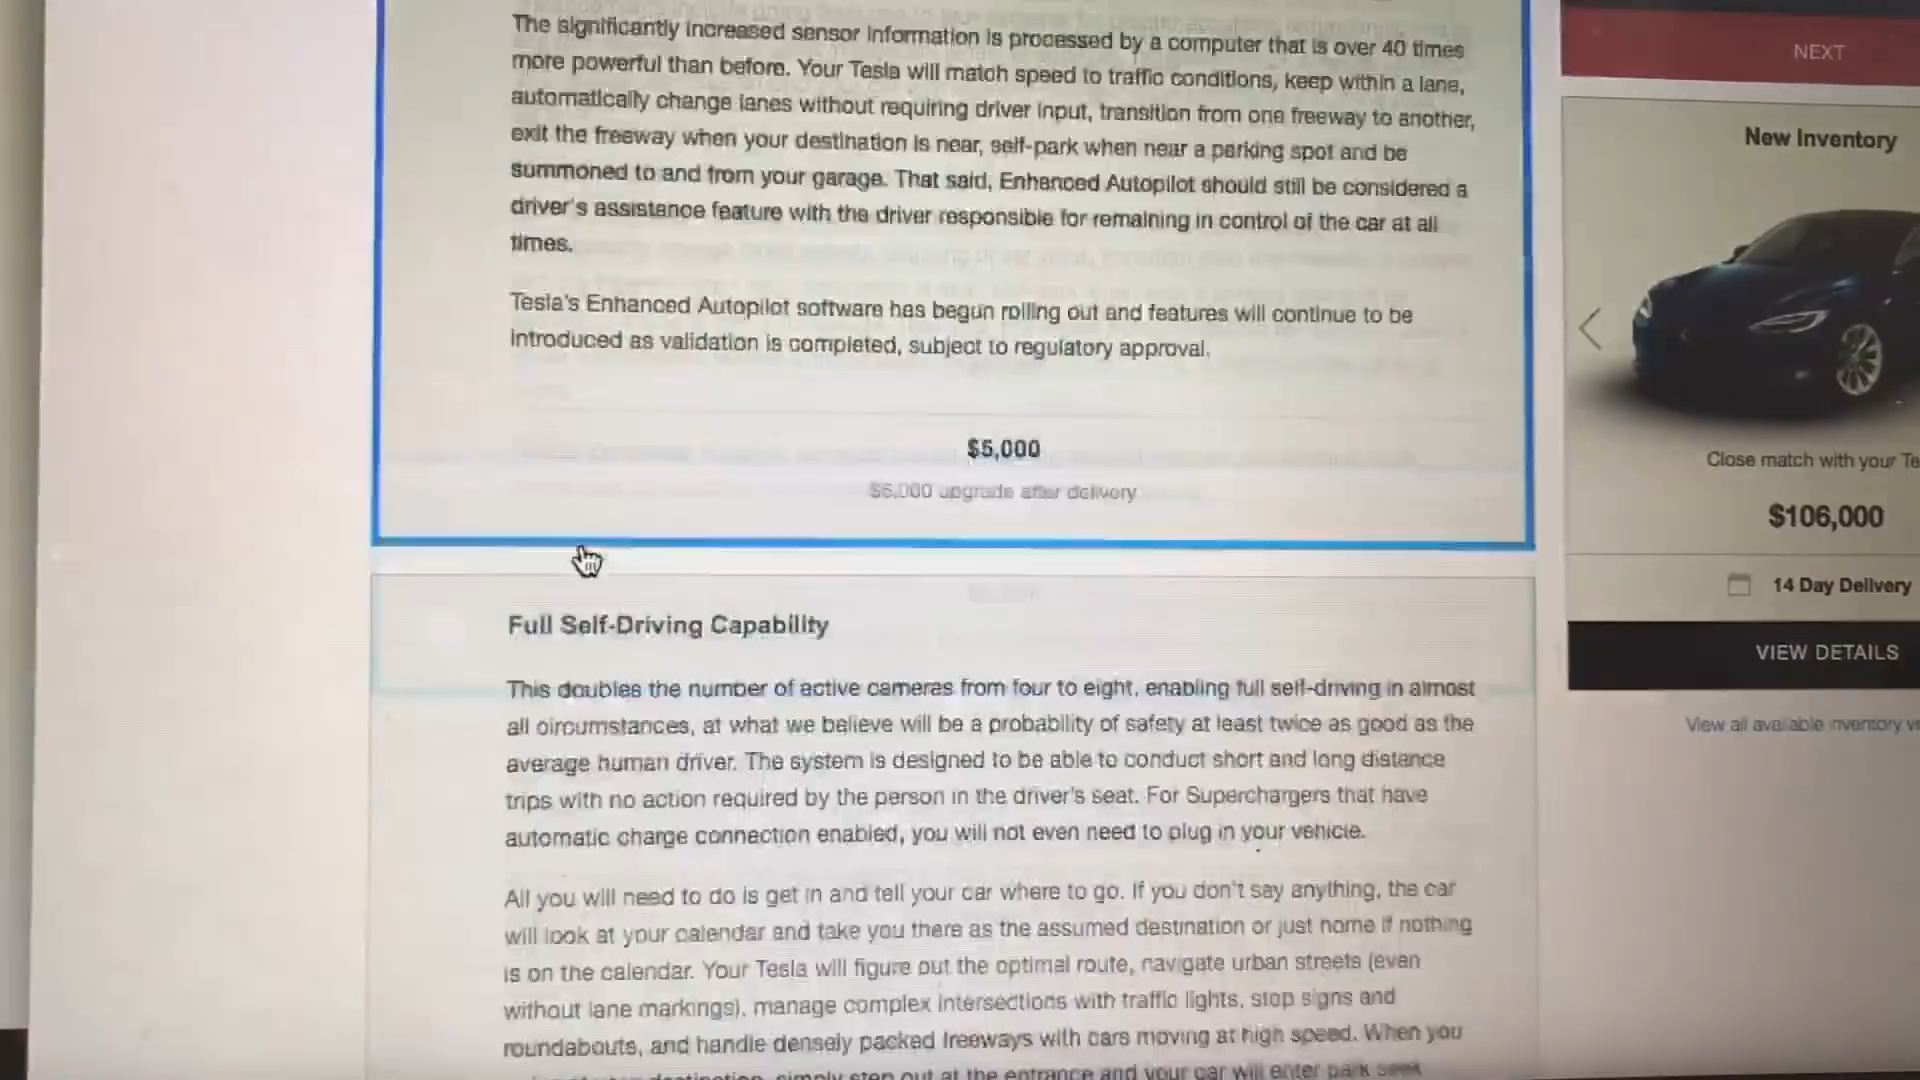 The significantly increased sensor information is processed by a computer that is over 40 times
more powerful than before. Your Tesla will match speed to traffic conditions, keep within a lane,
automatically change lanes without requiring driver input, transition from one freeway to another,
exit the freeway when your destination is near, self-park when near a parking spot and be
summoned to and from your garage. That said, Enhanced Autopilot should still be considered a
driver's assistance feature with the driver responsible for remaining in control of the car at all
times.
Tesla's Enhanced Autopilot software has begun rolling out and features will continue to be
introduced as validation is completed, subject to regulatory approval.
$5,000
$6,000 upgrade after delivery
Full Self-Driving Capability
This doubles the number of active cameras from four to eight, enabling full self-driving in almost
all circumstances, at what we believe will be a probability of safety at least twice as good as the
average human driver. The system is designed to be able to conduct short and long distance
trips with no action required by the person in the driver's seat. For Superchargers that have
automatic charge connection enabled, you will not even need to plug in your vehicle.
All you will need to do is get in and tell your car where to go. If you don't say anything, the car
will look at your calendar and take you there as the assumed destination or just home if nothing
is on the calendar. Your Tesla will figure out the optimal route, navigate urban streets (even
without lane markings), manage complex intersections with traffic lights, stop signs and
roundabouts, and handle densely packed freeways with cars moving at high speed. When you
destination, simply step out at the entrance and your car will enter park seek
NEXT
New Inventory
Close match with your Te
$106,000
14 Day Delivery
VIEW DETAILS
View all available inventory ve